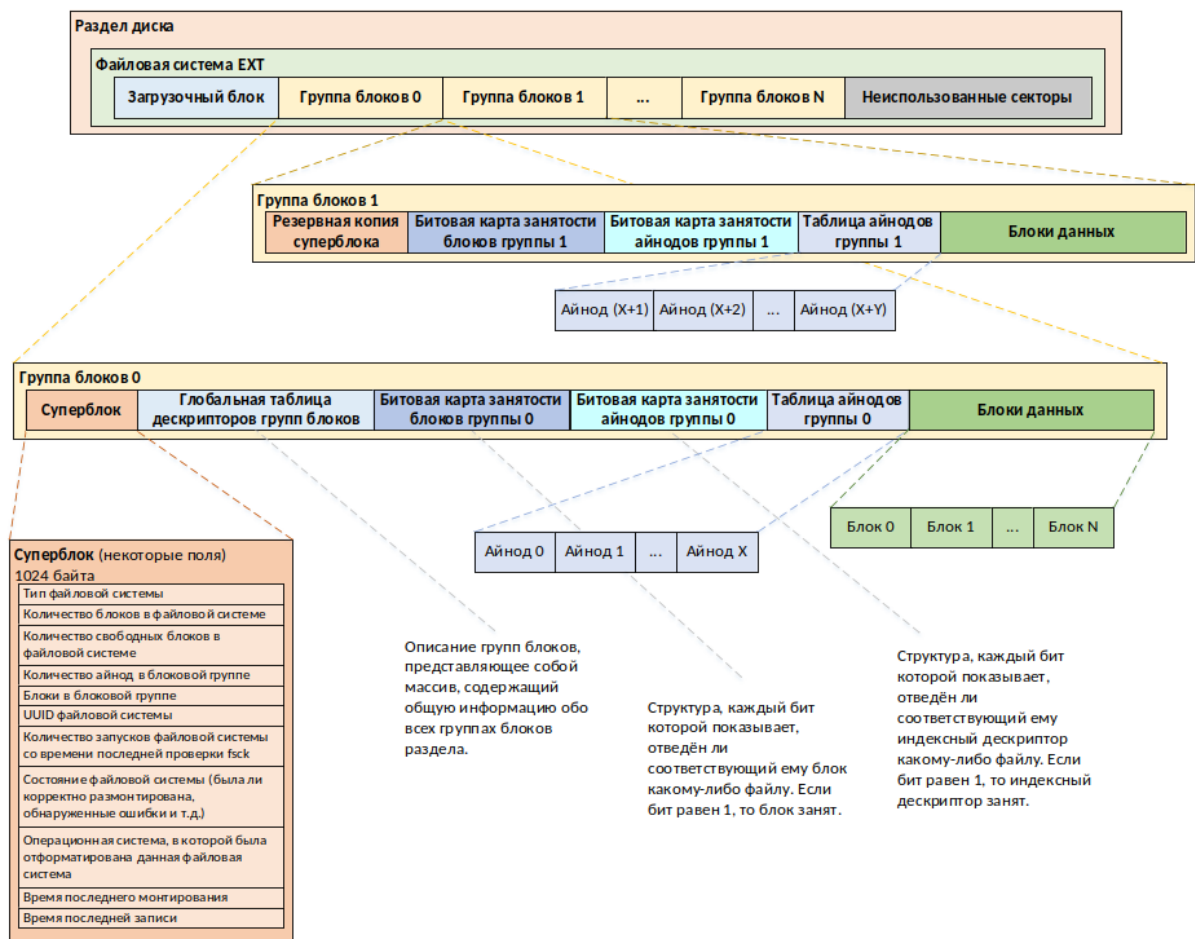 Раздел диска
Файловая система EXT
Загрузочный блок
Группа блоков 0
Группа блоков 1
...
Группа блоков N
Неиспользованные секторы
Группа блоков 1
Резервная копия
суперблока
Битовая карта занятости
блоков группы 1
Битовая карта занятости
айнодов группы 1
Таблица айнодов
группы 1
Блоки данных
Айнод (X+1)
Айнод (X+2)
...
Айнод (X+Y)
Группа блоков 0
Суперблок
Глобальная таблица
дескрипторов групп блоков
Битовая карта занятости
блоков группы 0
Битовая карта занятости
айнодов группы 0
Таблица айнодов
группы 0
Блоки данных
Блок 0
Блок 1
...
Блок N
Айнод 0
Айнод 1
...
Айнод X
Суперблок (некоторые поля)
1024 байта
Тип файловой системы
Количество блоков в файловой системе
Количество свободных блоков в
файловой системе
Количество айнод в блоковой группе
Блоки в блоковой группе
UUID файловой системы
Количество запусков файловой системы
со времени последней проверки fsck
Состояние файловой системы (была ли
корректно размонтирована,
обнаруженные ошибки и т.д.)
Операционная система, в которой была
отформатирована данная файловая
система
Время последнего монтирования
Время последней записи
Описание групп блоков,
представляющее собой
массив, содержащий
общую информацию обо
всех группах блоков
раздела.
Структура, каждый бит
которой показывает,
отведён ли
соответствующий ему блок
какому-либо файлу. Если
бит равен 1, то блок занят.
Структура, каждый бит
которой показывает,
отведён ли
соответствующий ему
индексный дескриптор
какому-либо файлу. Если
бит равен 1, то индексный
дескриптор занят.